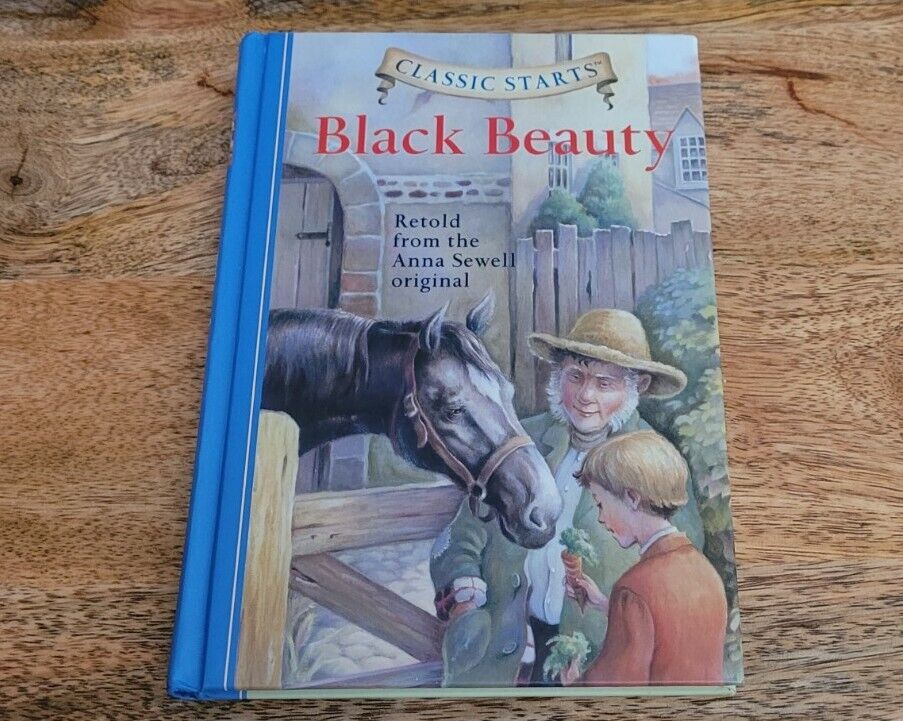 CLASSIC STARTS™
Black Beauty
Retold
from the
Anna Sewell
original